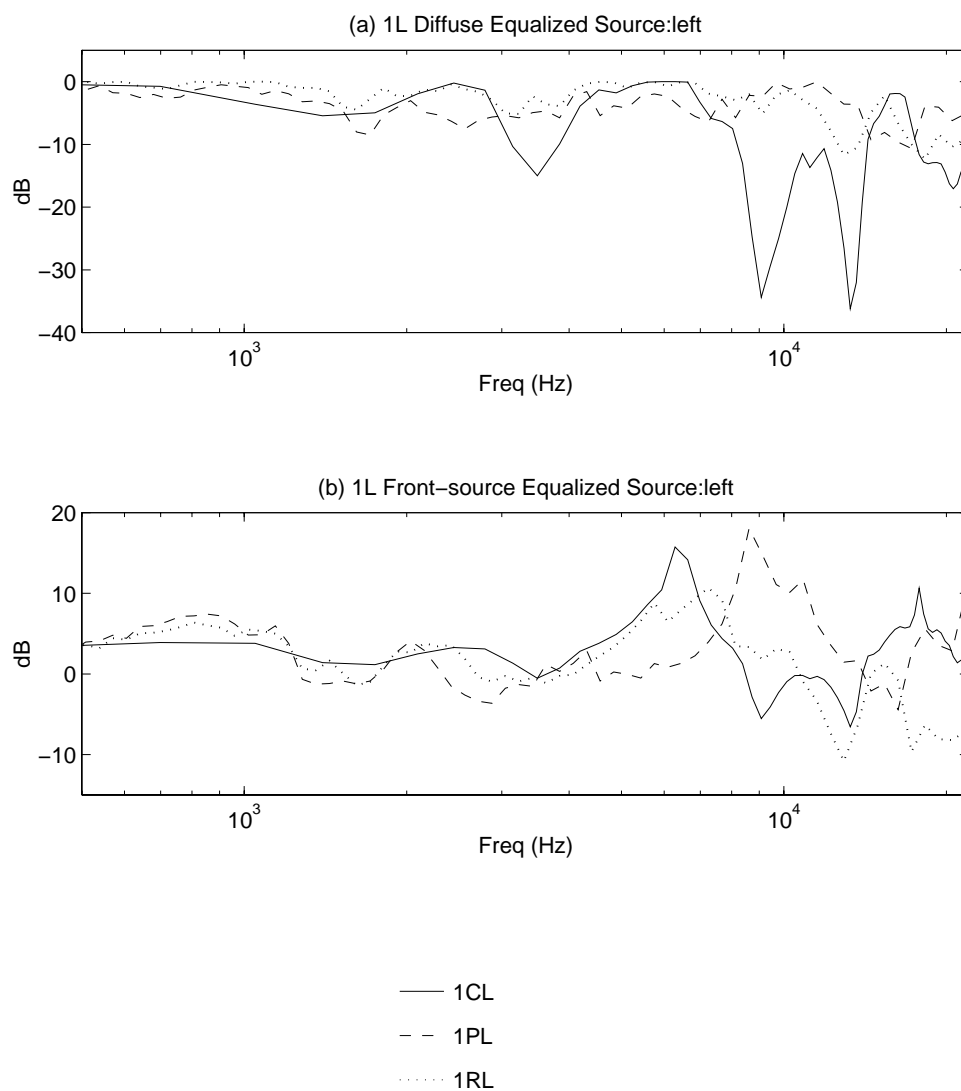 (a) 1L Diffuse Equalized Source:left
0
−10
−20
−30
−40
dB
10³
10⁴
Freq (Hz)
(b) 1L Front−source Equalized Source:left
20
10
0
−10
dB
10³
10⁴
Freq (Hz)
1CL
1PL
1RL